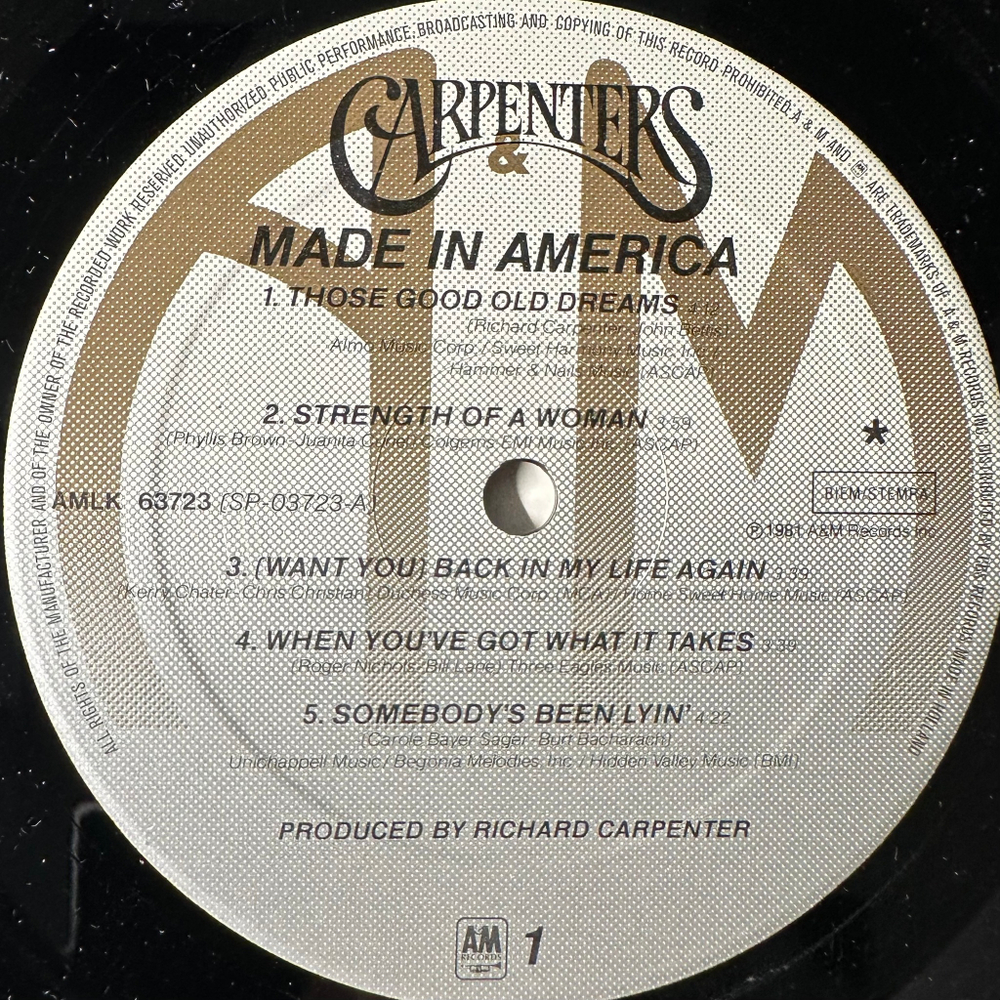 ALL RIGHTS OF THE MANUFACTURER AND OF THE OWNER OF THE RECORDED WORK RESERVED. UNAUTHORIZED PUBLIC PERFORMANCE, BROADCASTING AND COPYING OF THIS RECORD PROHIBITED. A & M AND ARE TRADEMARKS OF A & M RECORDS INC. DISTRIBUTED BY RECORDS. MADE IN HOLLAND
CARPENTERS
&
MADE IN AMERICA
1. THOSE GOOD OLD DREAMS 4:12
(Richard Carpenter-John Bettis)
Almo Music Corp. / Sweet Harmony Music, Inc. /
Hammer & Nails Music (ASCAP)
2. STRENGTH OF A WOMAN 3:59
(Phyllis Brown-Juanita Curiel) Colgems-EMI Music Inc. (ASCAP)
*
AMLK 63723 (SP-03723-A)
BIEM/STEMRA
℗ 1981 A&M Records Inc.
3. (WANT YOU) BACK IN MY LIFE AGAIN 3:39
(Kerry Chater-Chris Christian) Duchess Music Corp. (MCA) / Home Sweet Home Music (ASCAP)
4. WHEN YOU'VE GOT WHAT IT TAKES 3:39
(Roger Nichols-Bill Lane) Three Eagles Music (ASCAP)
5. SOMEBODY'S BEEN LYIN' 4:22
(Carole Bayer Sager-Burt Bacharach)
Unichappell Music / Begonia Melodies, Inc. / Hidden Valley Music (BMI)
PRODUCED BY RICHARD CARPENTER
AM RECORDS 1